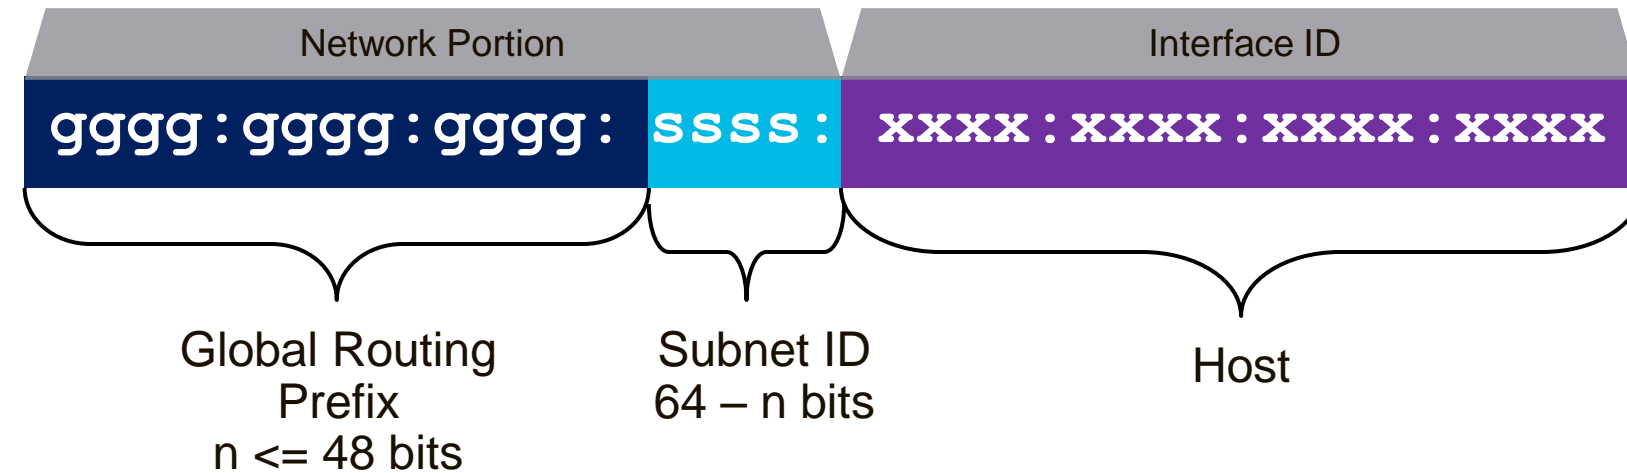 Network Portion
Interface ID
gggg:gggg:gggg:
ssss:
xxxx:xxxx:xxxx:xxxx
Global Routing
Prefix
n <= 48 bits
Subnet ID
64 – n bits
Host